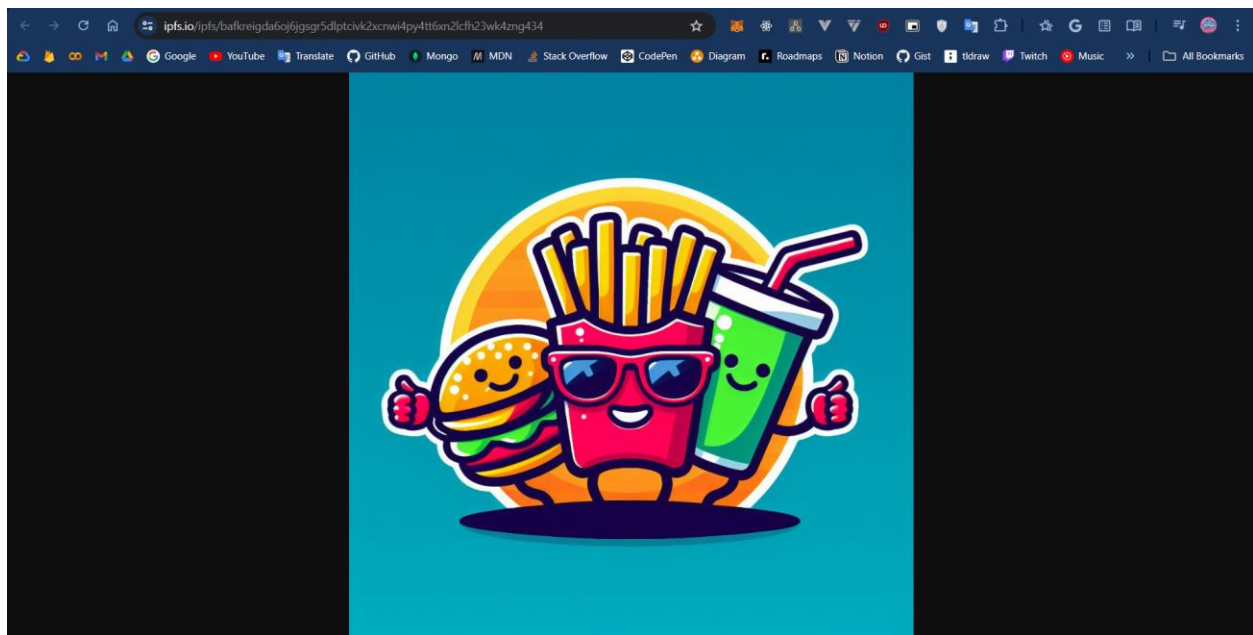 ipfs.io/ipfs/bafkreigda6oj6jgsgr5dlptcivk2xcnwi4py4tt6xn2lcfh23wk4zng434
Google YouTube Translate GitHub Mongo MDN Stack Overflow CodePen Diagram Roadmaps Notion Gist tldraw Twitch Music » All Bookmarks